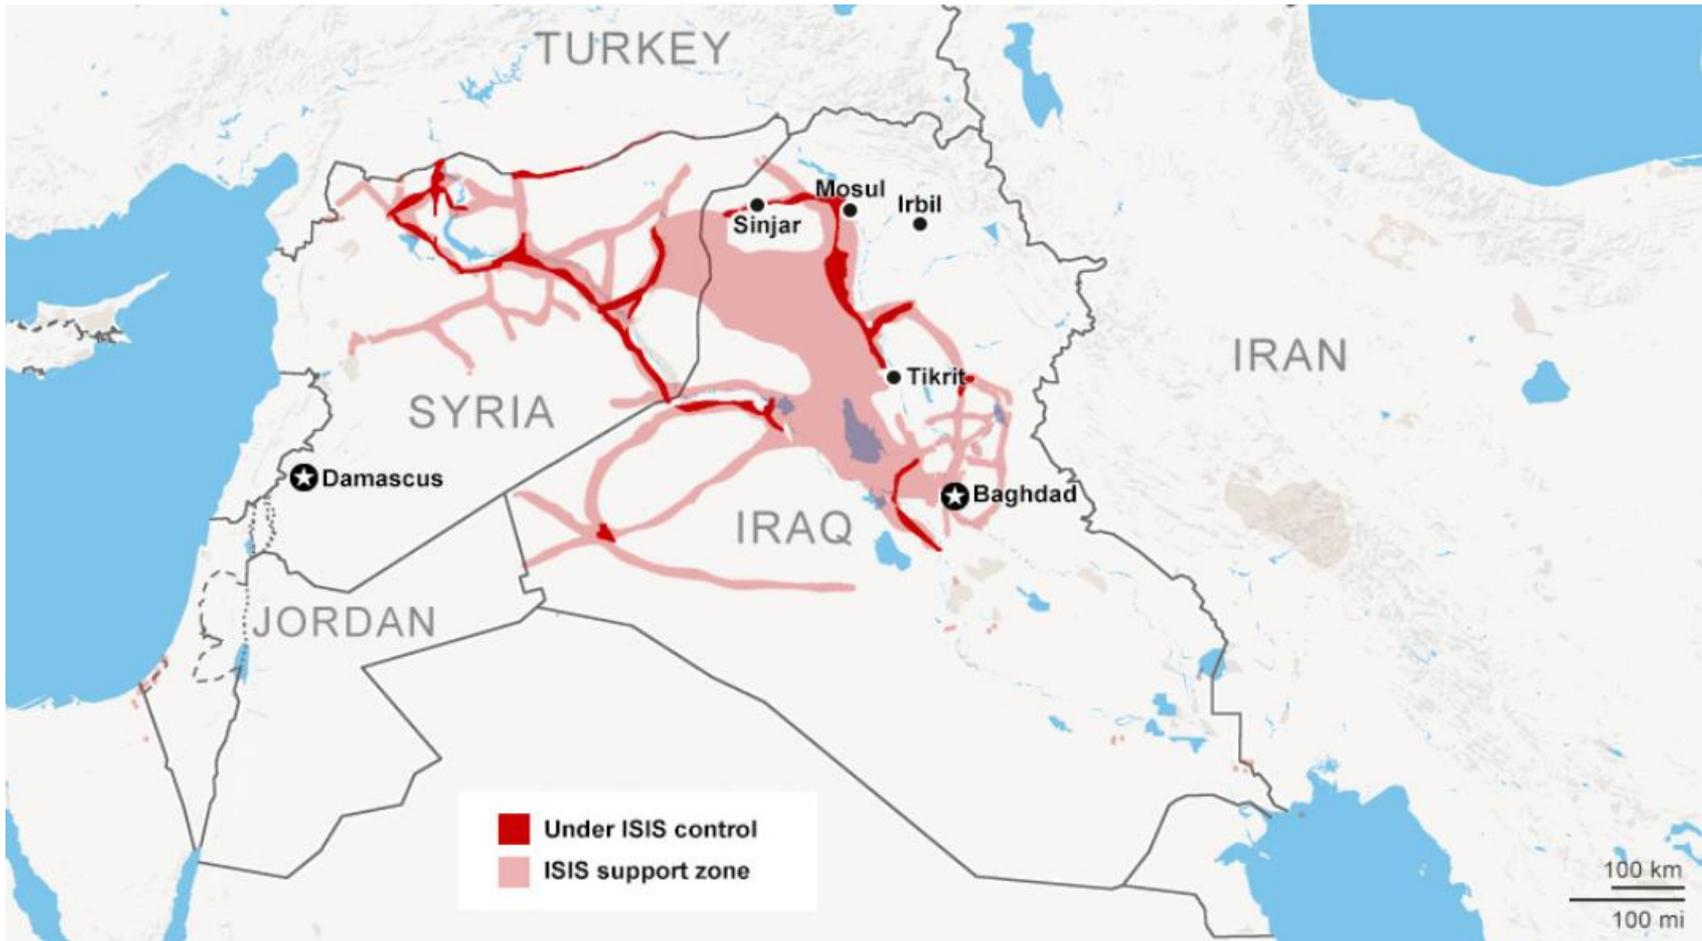 TURKEY
Mosul
Irbil
Sinjar
IRAN
Tikrit
SYRIA
Damascus
Baghdad
IRAQ
JORDAN
Under ISIS control
ISIS support zone
100 km
100 mi